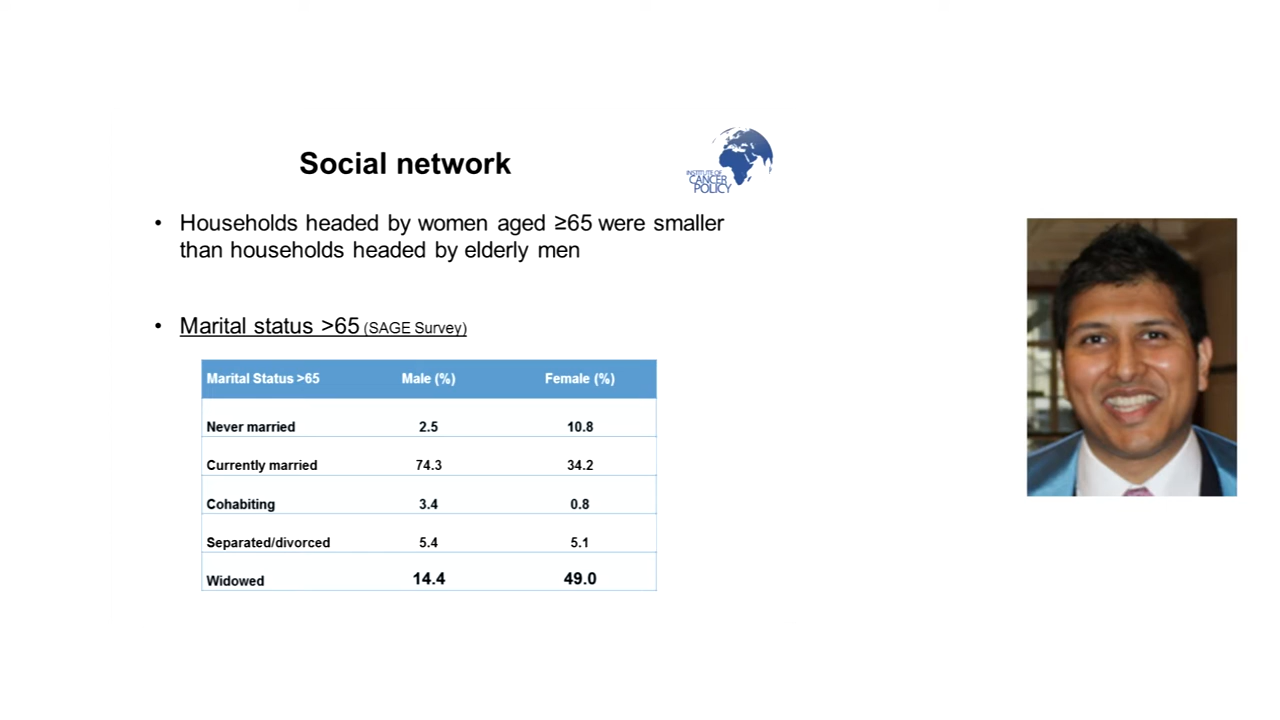 Social network
INSTITUTE OF
CANCER
POLICY
• Households headed by women aged ≥65 were smaller
than households headed by elderly men
• Marital status >65 (SAGE Survey)
Marital Status >65 Male (%) Female (%)
Never married 2.5 10.8
Currently married 74.3 34.2
Cohabiting 3.4 0.8
Separated/divorced 5.4 5.1
Widowed 14.4 49.0